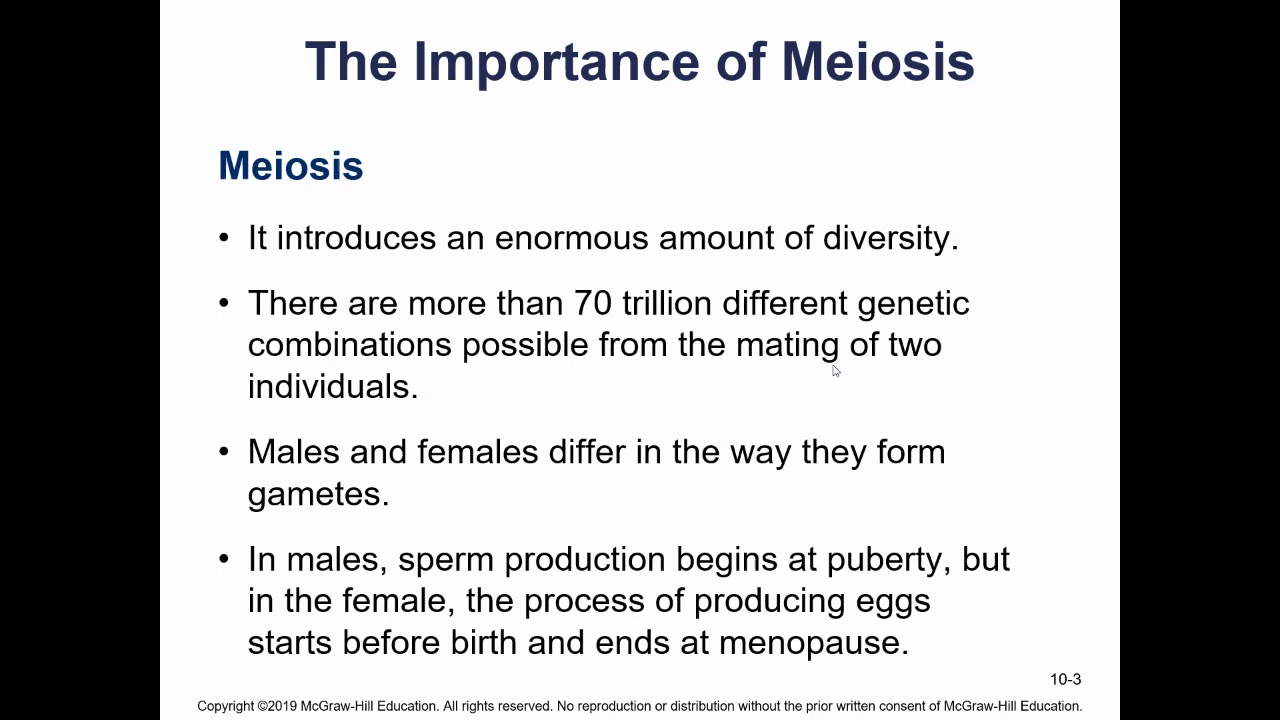 The Importance of Meiosis
Meiosis
• It introduces an enormous amount of diversity.
• There are more than 70 trillion different genetic
combinations possible from the mating of two
individuals.
• Males and females differ in the way they form
gametes.
• In males, sperm production begins at puberty, but
in the female, the process of producing eggs
starts before birth and ends at menopause.
10-3
Copyright ©2019 McGraw-Hill Education. All rights reserved. No reproduction or distribution without the prior written consent of McGraw-Hill Education.